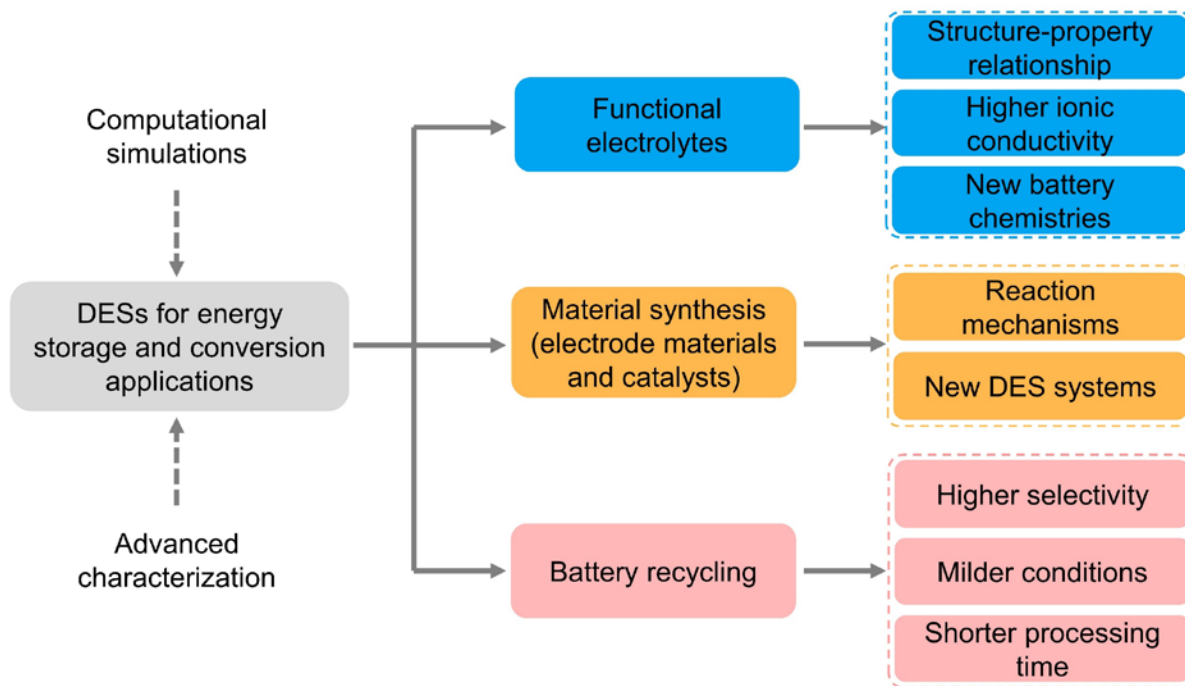 Computational
simulations
DESs for energy
storage and conversion
applications
Advanced
characterization
Functional
electrolytes
Material synthesis
(electrode materials
and catalysts)
Battery recycling
Structure-property
relationship
Higher ionic
conductivity
New battery
chemistries
Reaction
mechanisms
New DES systems
Higher selectivity
Milder conditions
Shorter processing
time